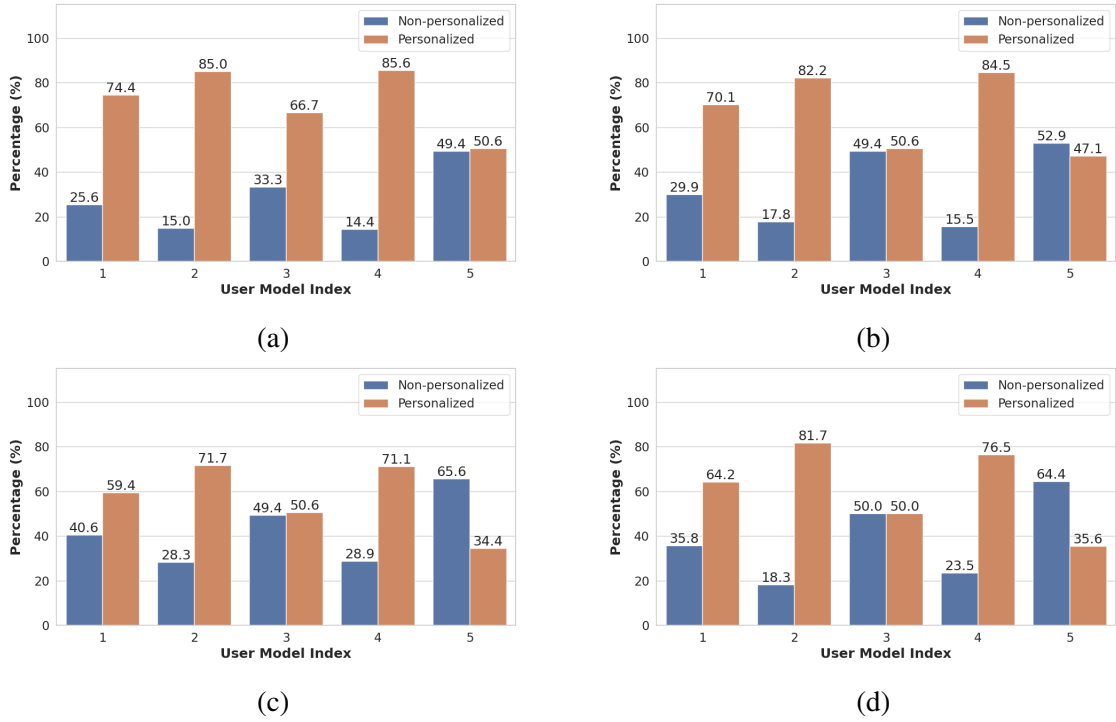 Non-personalized
Personalized
100
80
60
40
20
0
Percentage (%)
25.6
74.4
15.0
85.0
33.3
66.7
14.4
85.6
49.4
50.6
1 2 3 4 5
User Model Index
(a)
Non-personalized
Personalized
100
80
60
40
20
0
Percentage (%)
29.9
70.1
17.8
82.2
49.4
50.6
15.5
84.5
52.9
47.1
1 2 3 4 5
User Model Index
(b)
Non-personalized
Personalized
100
80
60
40
20
0
Percentage (%)
40.6
59.4
28.3
71.7
49.4
50.6
28.9
71.1
65.6
34.4
1 2 3 4 5
User Model Index
(c)
Non-personalized
Personalized
100
80
60
40
20
0
Percentage (%)
35.8
64.2
18.3
81.7
50.0
50.0
23.5
76.5
64.4
35.6
1 2 3 4 5
User Model Index
(d)